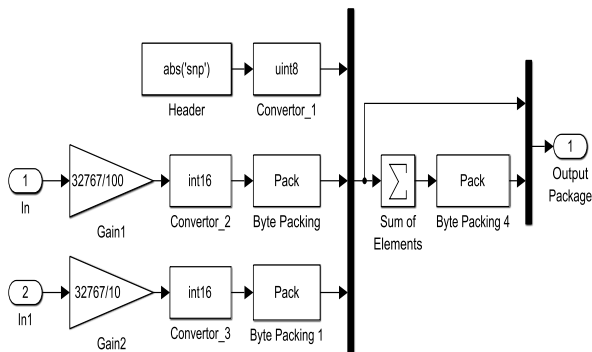 abs('snp')
Header
uint8
Convertor_1
1
In
32767/100
Gain1
int16
Convertor_2
Pack
Byte Packing
Sum of
Elements
Pack
Byte Packing 4
1
Output
Package
2
In1
32767/10
Gain2
int16
Convertor_3
Pack
Byte Packing 1